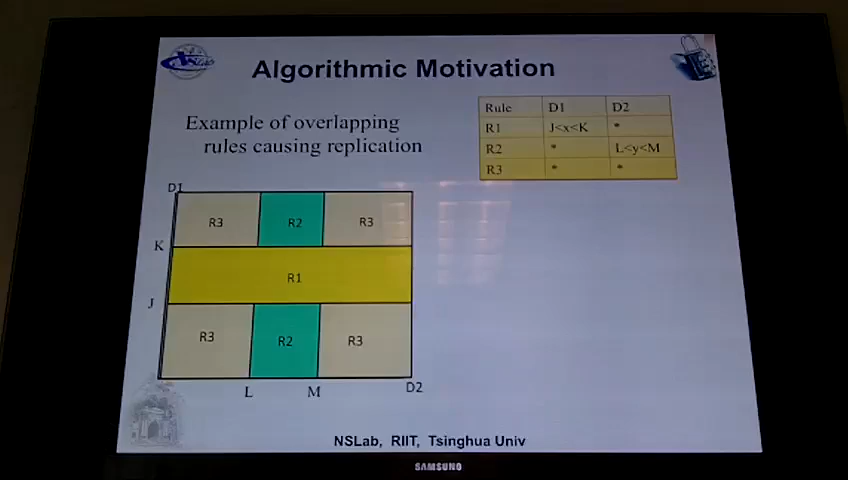 Algorithmic Motivation
Example of overlapping
rules causing replication
Rule D1 D2
R1 J<x<K *
R2 * L<y<M
R3 * *
D1
R3 R2 R3
K
R1
J
R3 R2 R3
L M D2
NSLab, RIIT, Tsinghua Univ
SAMSUNG